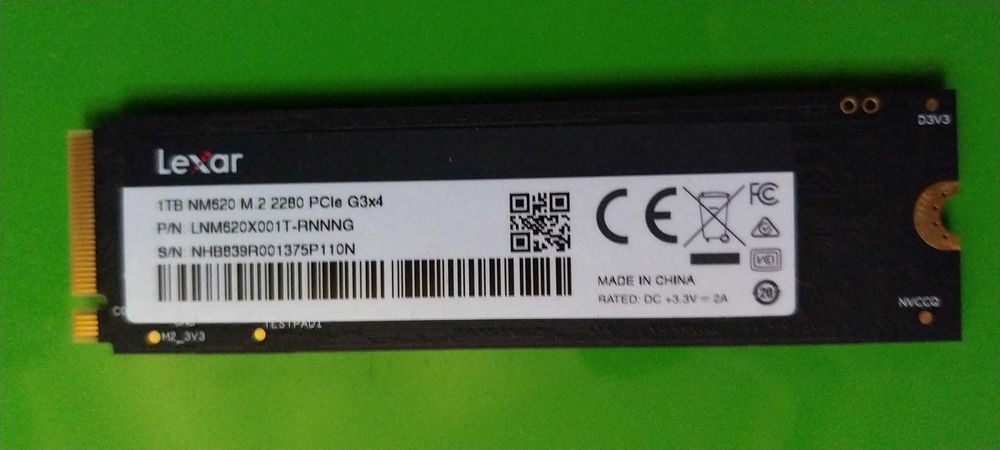 Lexar
1TB NM620 M.2 2280 PCIe G3x4
P/N: LNM620X001T-RNNNG
S/N: NHB839R001375P110N
CE
FC
MADE IN CHINA
RATED: DC +3.3V⎓2A
20
D3V3
NVCCQ
M2_3V3
TESTPAD1